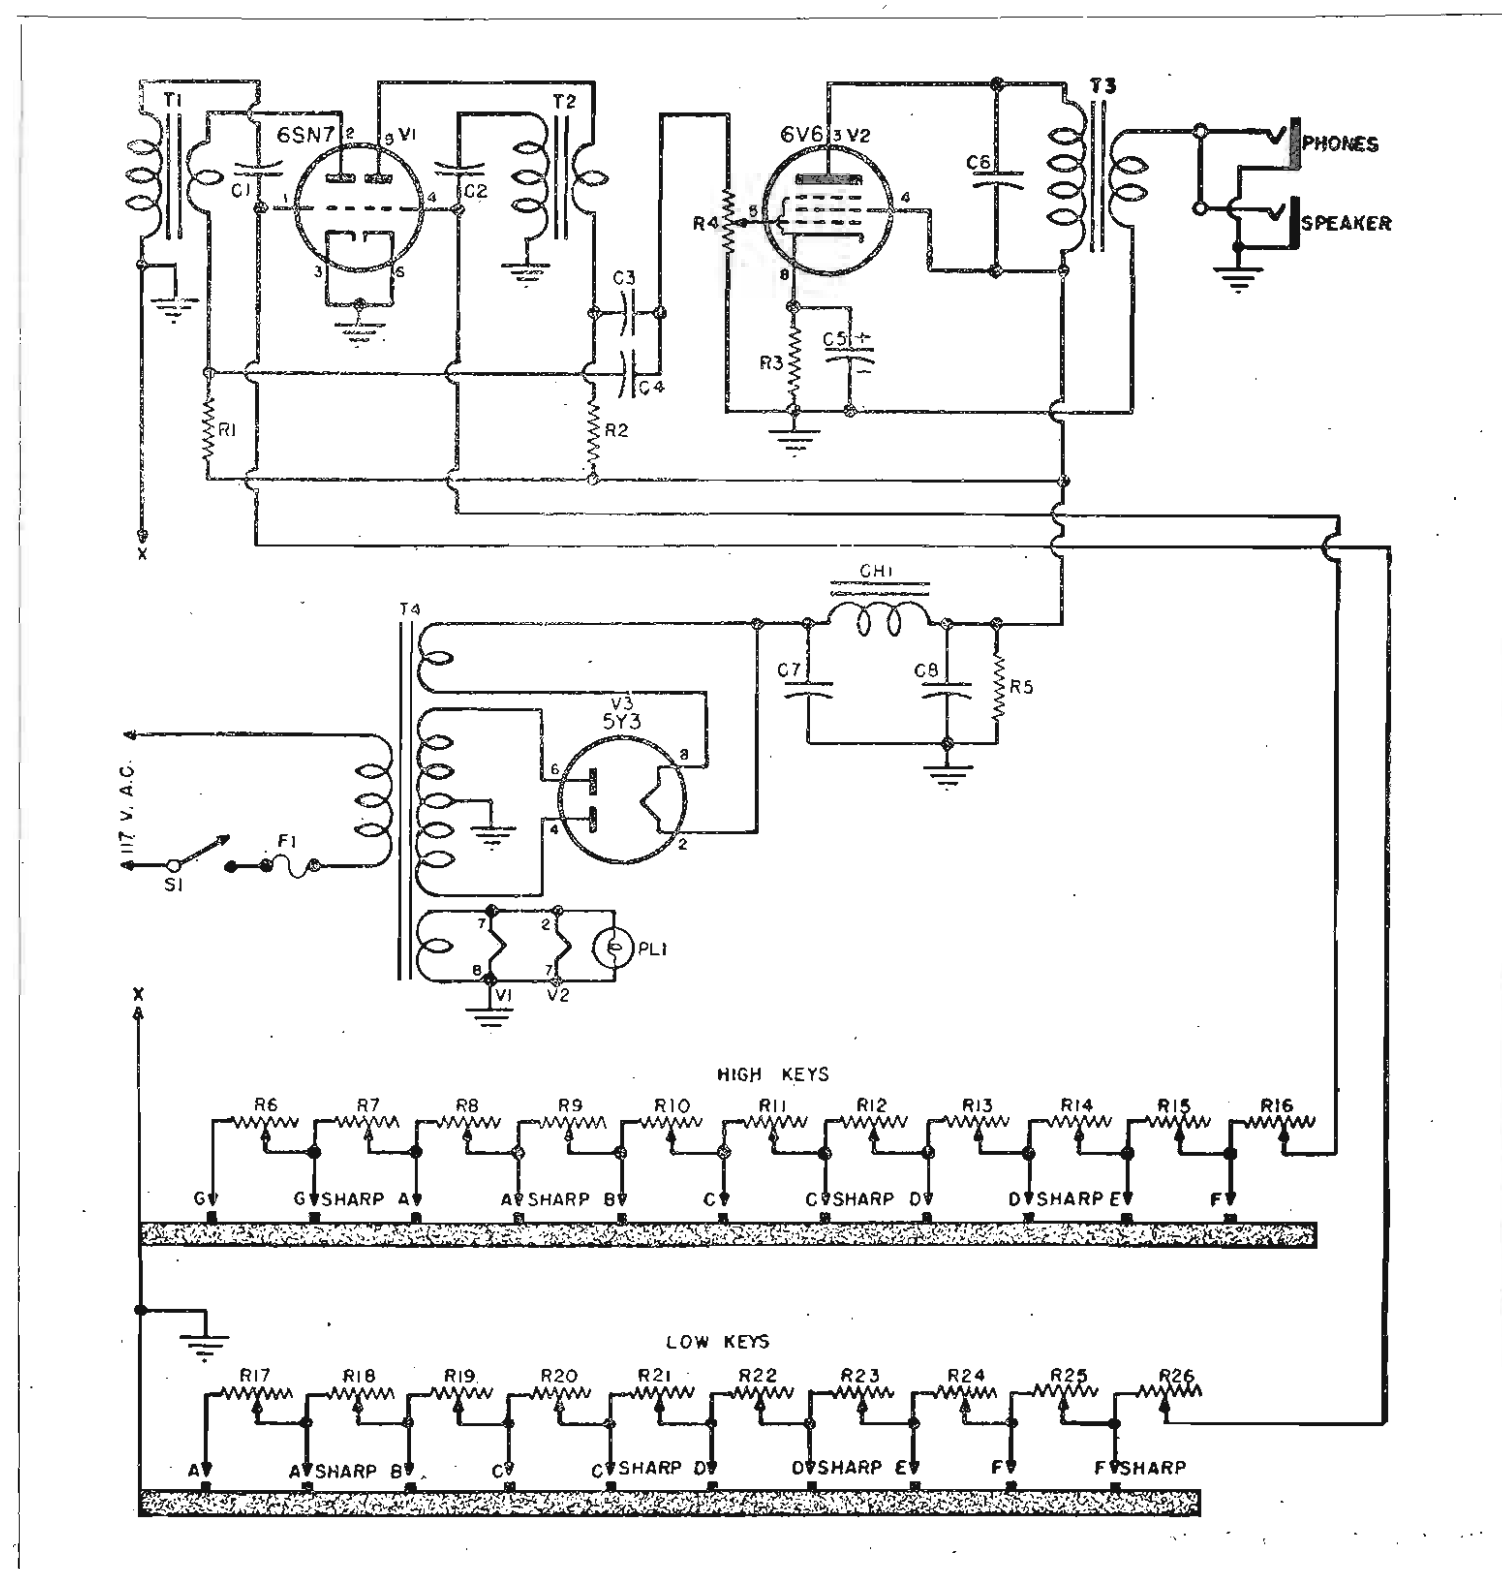 T1
6SN7 2 5 V1
T2
6V6 3 V2
T3
PHONES
C1
1
4
C2
R4
5
4
C6
SPEAKER
3
6
8
C3
R3
C5 +
−
C4
R1
R2
X
CH1
T4
C7
C8
R5
V3
5Y3
6
8
4
2
117 V. A.C.
S1
F1
7
2
8
7
PL1
V1
V2
X
HIGH KEYS
R6 R7 R8 R9 R10 R11 R12 R13 R14 R15 R16
G G SHARP A A SHARP B C C SHARP D D SHARP E F
LOW KEYS
R17 R18 R19 R20 R21 R22 R23 R24 R25 R26
A A SHARP B C C SHARP D D SHARP E F F SHARP